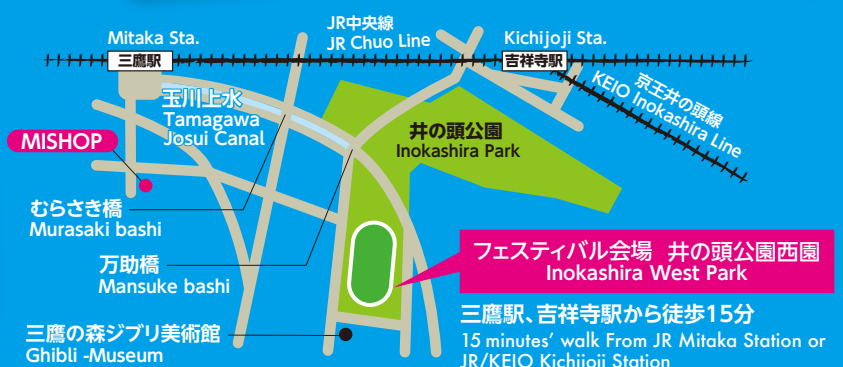 JR中央線
JR Chuo Line
Mitaka Sta.
三鷹駅
Kichijoji Sta.
吉祥寺駅
京王井の頭線
KEIO Inokashira Line
玉川上水
Tamagawa
Josui Canal
MISHOP
井の頭公園
Inokashira Park
むらさき橋
Murasaki bashi
万助橋
Mansuke bashi
フェスティバル会場 井の頭公園西園
Inokashira West Park
三鷹駅、吉祥寺駅から徒歩15分
15 minutes' walk From JR Mitaka Station or
JR/KEIO Kichijoji Station
三鷹の森ジブリ美術館
Ghibli -Museum